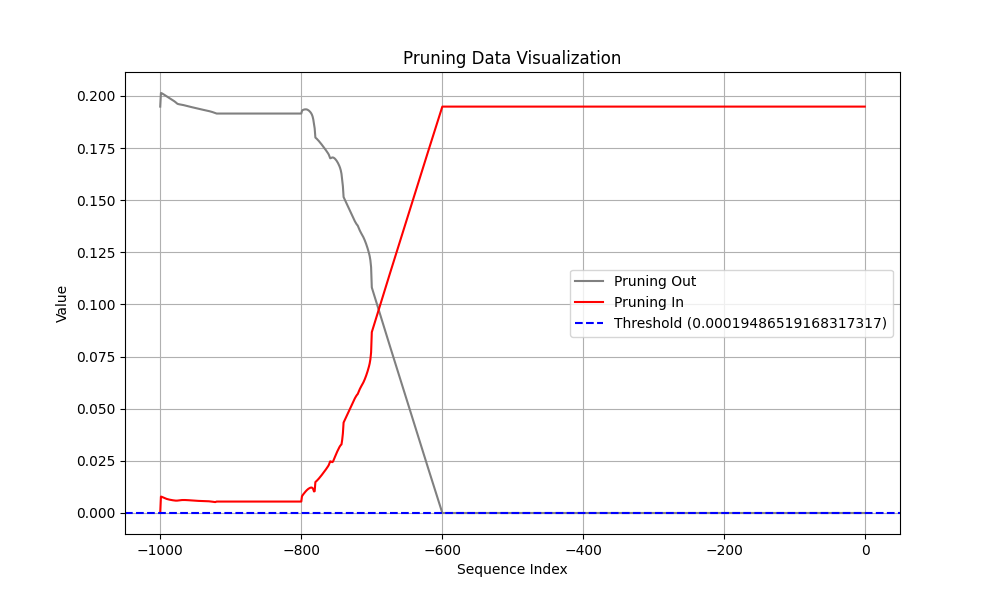 Pruning Data Visualization
Value
0.200
0.175
0.150
0.125
0.100
0.075
0.050
0.025
0.000
Pruning Out
Pruning In
Threshold (0.00019486519168317317)
−1000
−800
−600
−400
−200
0
Sequence Index